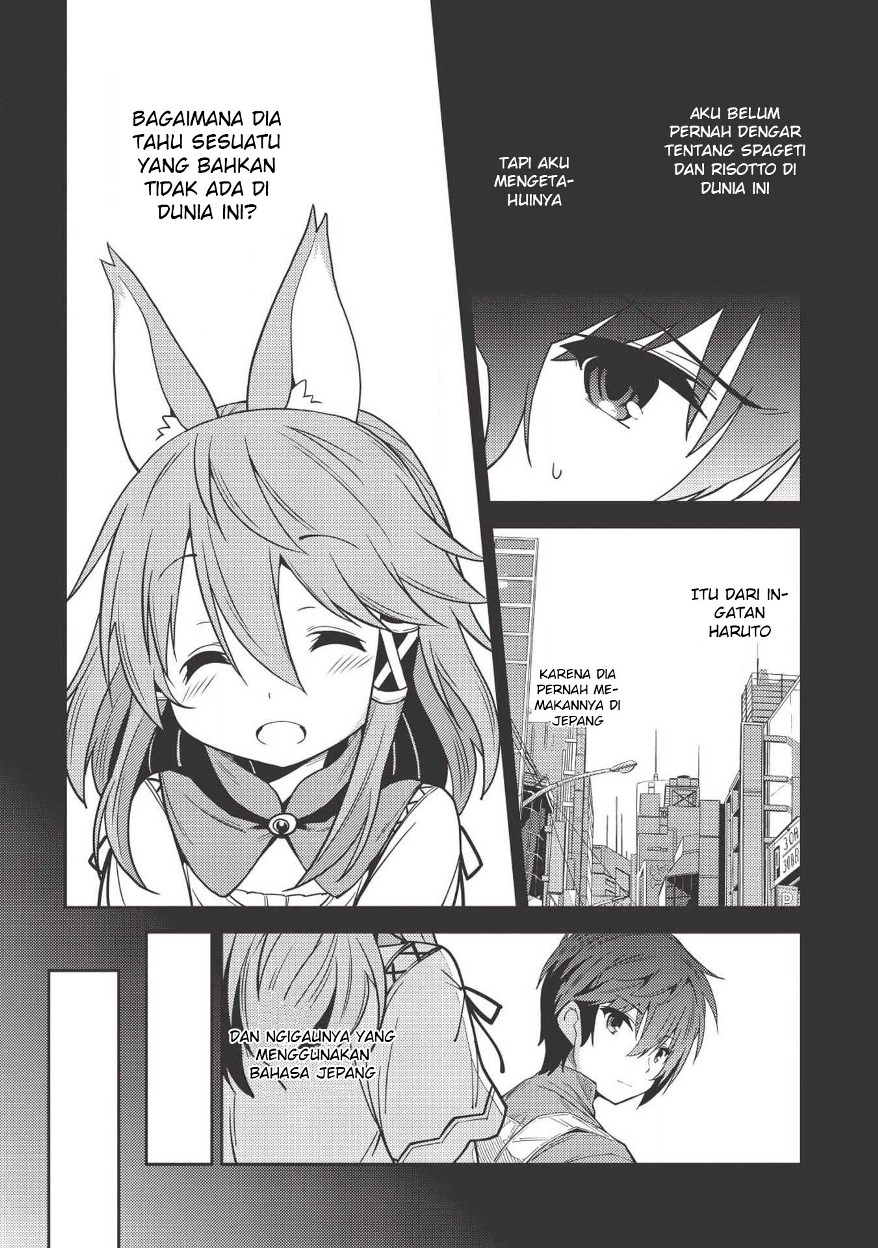 AKU BELUM
PERNAH DENGAR
TENTANG SPAGETI
DAN RISOTTO DI
DUNIA INI
TAPI AKU
MENGETA-
HUINYA
ITU DARI IN-
GATAN
HARUTO
KARENA DIA
PERNAH ME-
MAKANNYA DI
JEPANG
BAGAIMANA DIA
TAHU SESUATU
YANG BAHKAN
TIDAK ADA DI
DUNIA INI?
DAN NGIGAUNYA YANG
MENGGUNAKAN
BAHASA JEPANG